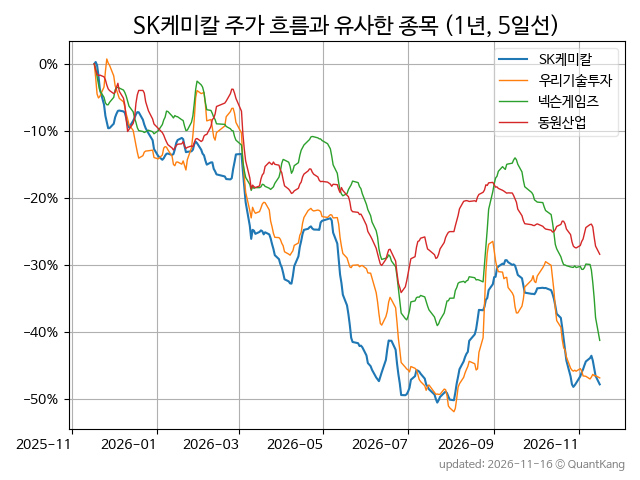 SK케미칼 주가 흐름과 유사한 종목 (1년, 5일선)
SK케미칼
우리기술투자
넥슨게임즈
동원산업
0%
−10%
−20%
−30%
−40%
−50%
2025-11 2026-01 2026-03 2026-05 2026-07 2026-09 2026-11
updated: 2026-11-16 ⓒ QuantKang